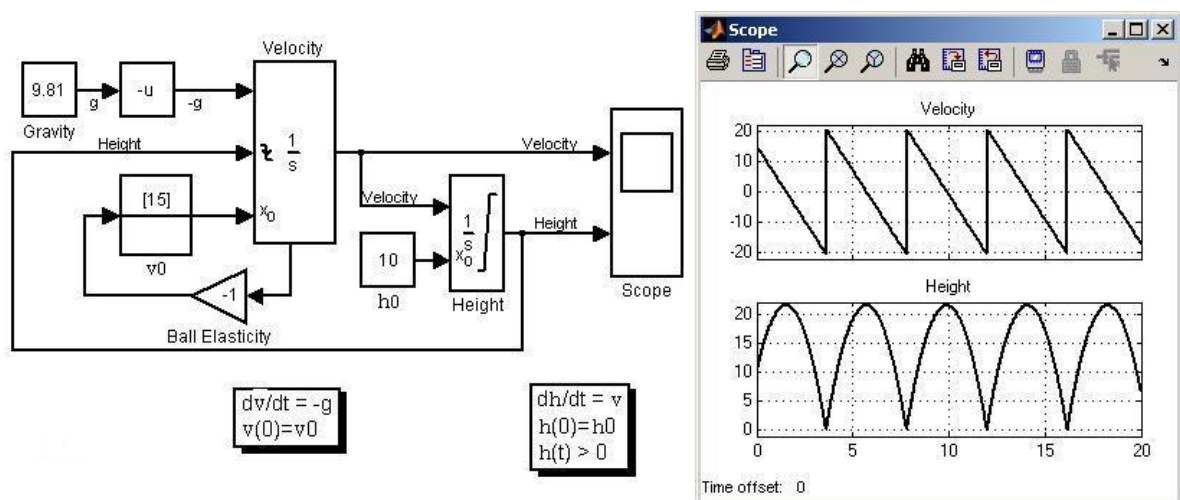 Velocity
9.81
g
-u
-g
Gravity
Height
1
s
[15]
x0
v0
-1
Ball Elasticity
Velocity
Velocity
10
h0
1
s
x0
Height
Height
Scope
dv/dt = -g
v(0)=v0
dh/dt = v
h(0)=h0
h(t) > 0
Scope
Velocity
20
10
0
-10
-20
Height
20
15
10
5
0
0 5 10 15 20
Time offset: 0